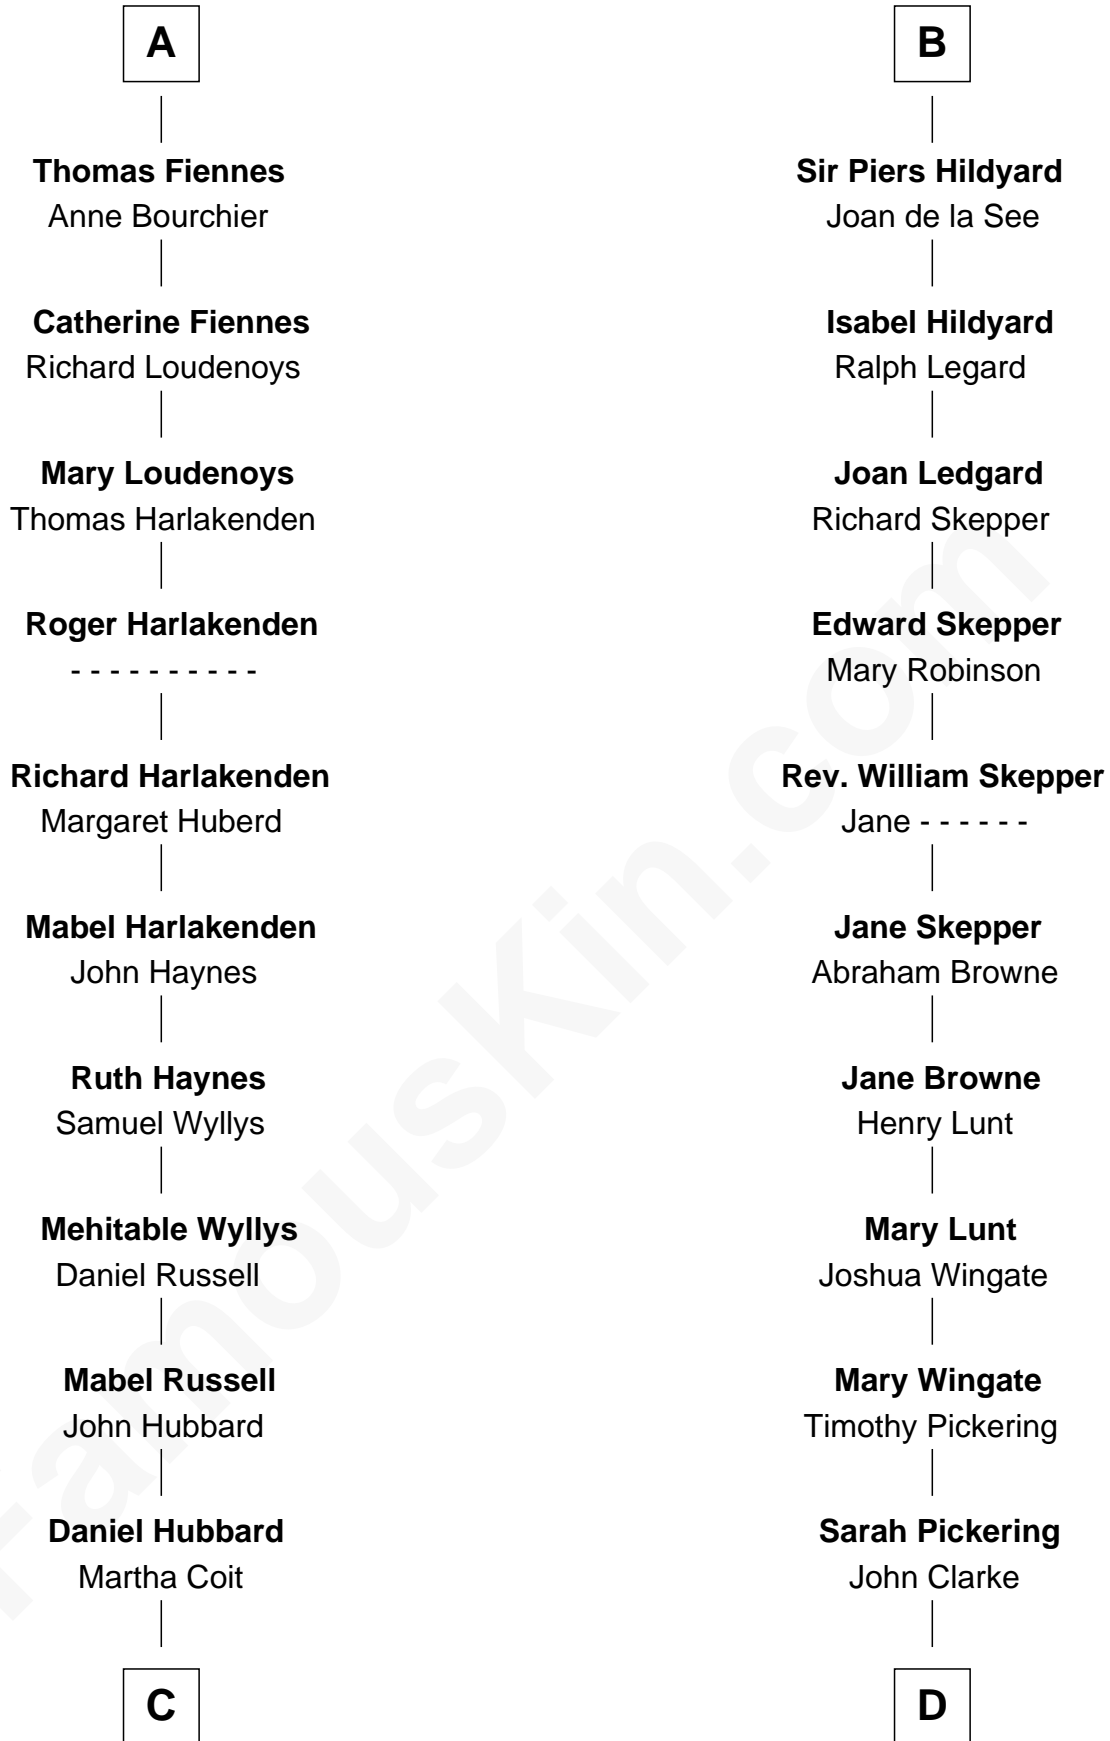 A
Thomas Fiennes
Anne Bourchier
Catherine Fiennes
Richard Loudenoys
Mary Loudenoys
Thomas Harlakenden
Roger Harlakenden
- - - - - - - - - -
Richard Harlakenden
Margaret Huberd
Mabel Harlakenden
John Haynes
Ruth Haynes
Samuel Wyllys
Mehitable Wyllys
Daniel Russell
Mabel Russell
John Hubbard
Daniel Hubbard
Martha Coit
C
B
Sir Piers Hildyard
Joan de la See
Isabel Hildyard
Ralph Legard
Joan Ledgard
Richard Skepper
Edward Skepper
Mary Robinson
Rev. William Skepper
Jane - - - - - -
Jane Skepper
Abraham Browne
Jane Browne
Henry Lunt
Mary Lunt
Joshua Wingate
Mary Wingate
Timothy Pickering
Sarah Pickering
John Clarke
D
FamousKin.com